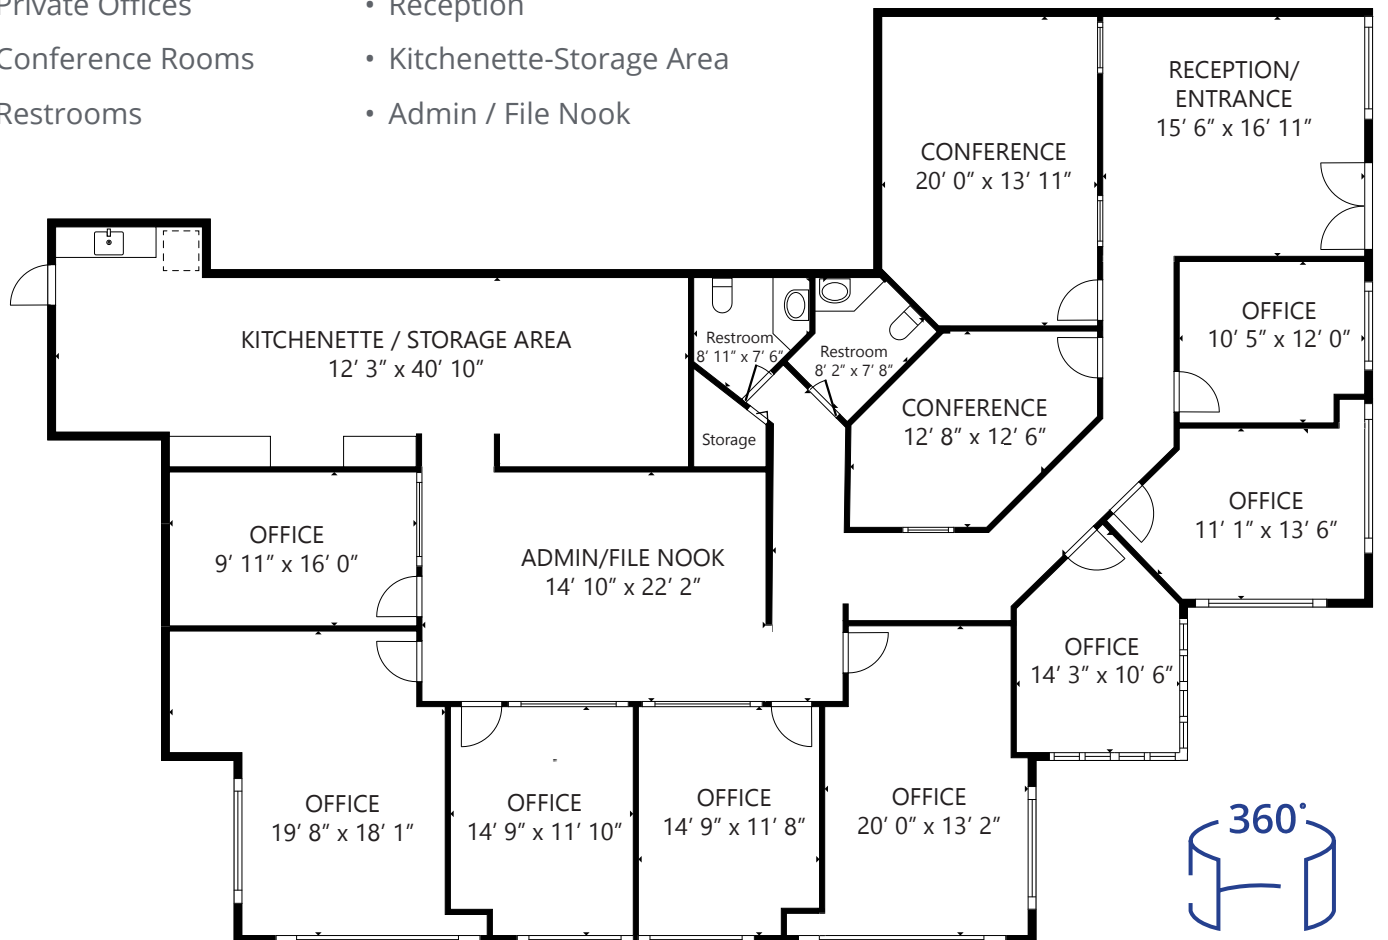 Private Offices
• Reception
Conference Rooms
• Kitchenette-Storage Area
Restrooms
• Admin / File Nook
RECEPTION/
ENTRANCE
15' 6" x 16' 11"
CONFERENCE
20' 0" x 13' 11"
OFFICE
10' 5" x 12' 0"
KITCHENETTE / STORAGE AREA
12' 3" x 40' 10"
Restroom
8' 11" x 7' 6"
Restroom
8' 2" x 7' 8"
CONFERENCE
12' 8" x 12' 6"
Storage
OFFICE
11' 1" x 13' 6"
OFFICE
9' 11" x 16' 0"
ADMIN/FILE NOOK
14' 10" x 22' 2"
OFFICE
14' 3" x 10' 6"
OFFICE
19' 8" x 18' 1"
OFFICE
14' 9" x 11' 10"
OFFICE
14' 9" x 11' 8"
OFFICE
20' 0" x 13' 2"
360°